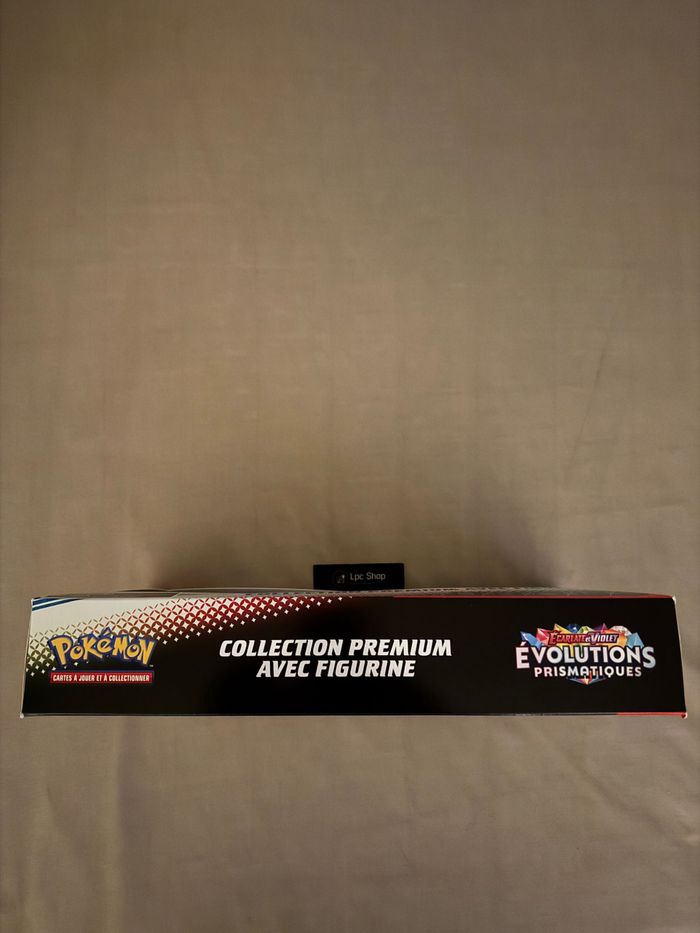 Lpc Shop
Pokémon
CARTES À JOUER ET À COLLECTIONNER
COLLECTION PREMIUM
AVEC FIGURINE
ÉCARLATE ET VIOLET
ÉVOLUTIONS
PRISMATIQUES